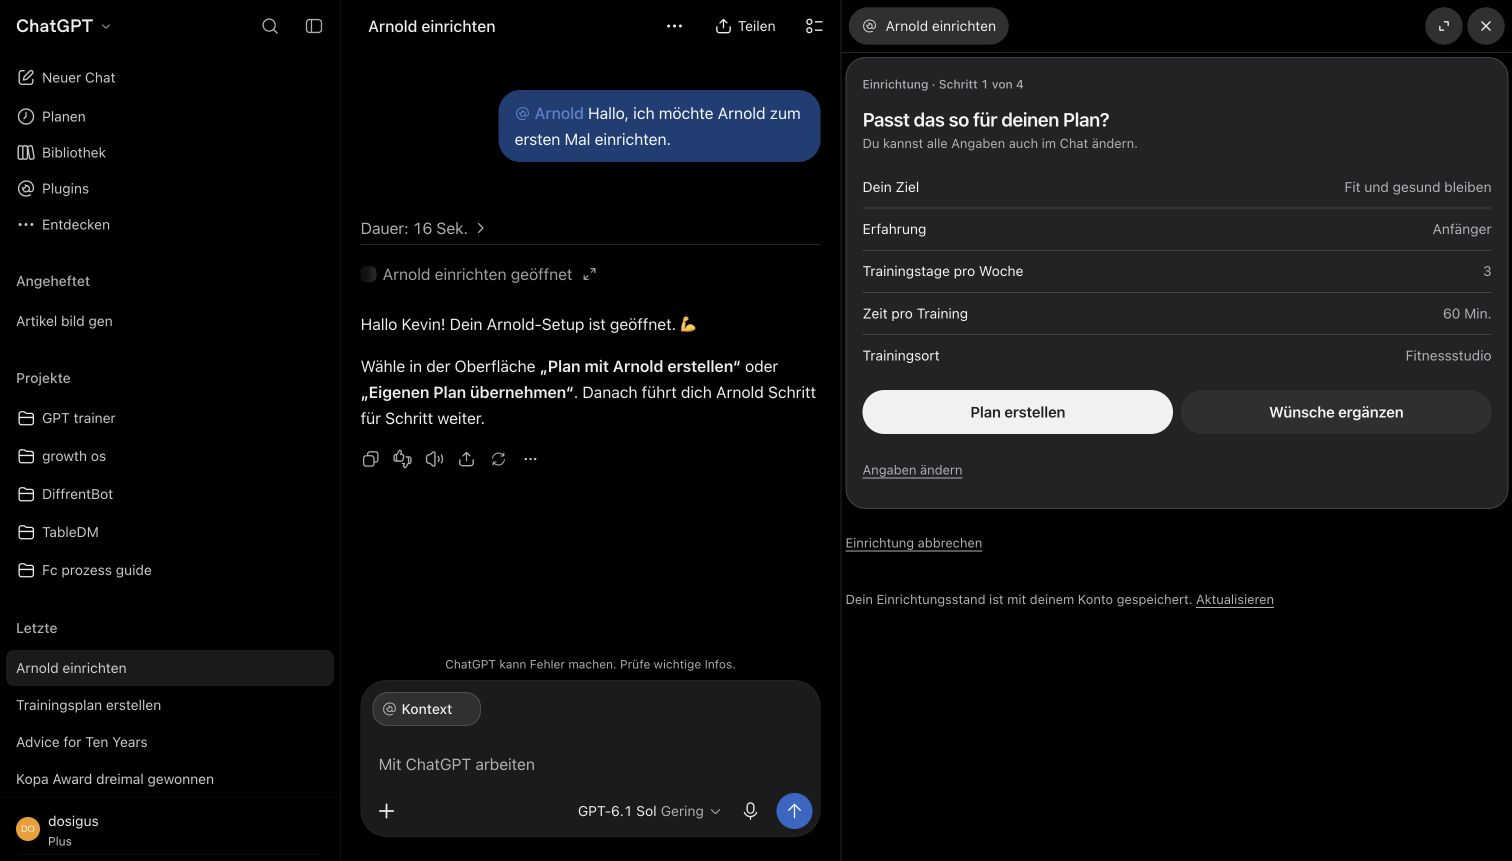 ChatGPT
Neuer Chat
Planen
Bibliothek
Plugins
Entdecken
Angeheftet
Artikel bild gen
Projekte
GPT trainer
growth os
DiffrentBot
TableDM
Fc prozess guide
Letzte
Arnold einrichten
Trainingsplan erstellen
Advice for Ten Years
Kopa Award dreimal gewonnen
DO
dosigus
Plus
Arnold einrichten
Teilen
Arnold Hallo, ich möchte Arnold zum
ersten Mal einrichten.
Dauer: 16 Sek.
Arnold einrichten geöffnet
Hallo Kevin! Dein Arnold-Setup ist geöffnet. 💪
Wähle in der Oberfläche „Plan mit Arnold erstellen“ oder
„Eigenen Plan übernehmen“. Danach führt dich Arnold Schritt
für Schritt weiter.
ChatGPT kann Fehler machen. Prüfe wichtige Infos.
Kontext
Mit ChatGPT arbeiten
GPT-6.1 Sol Gering
Arnold einrichten
Einrichtung · Schritt 1 von 4
Passt das so für deinen Plan?
Du kannst alle Angaben auch im Chat ändern.
Dein Ziel Fit und gesund bleiben
Erfahrung Anfänger
Trainingstage pro Woche 3
Zeit pro Training 60 Min.
Trainingsort Fitnessstudio
Plan erstellen Wünsche ergänzen
Angaben ändern
Einrichtung abbrechen
Dein Einrichtungsstand ist mit deinem Konto gespeichert. Aktualisieren